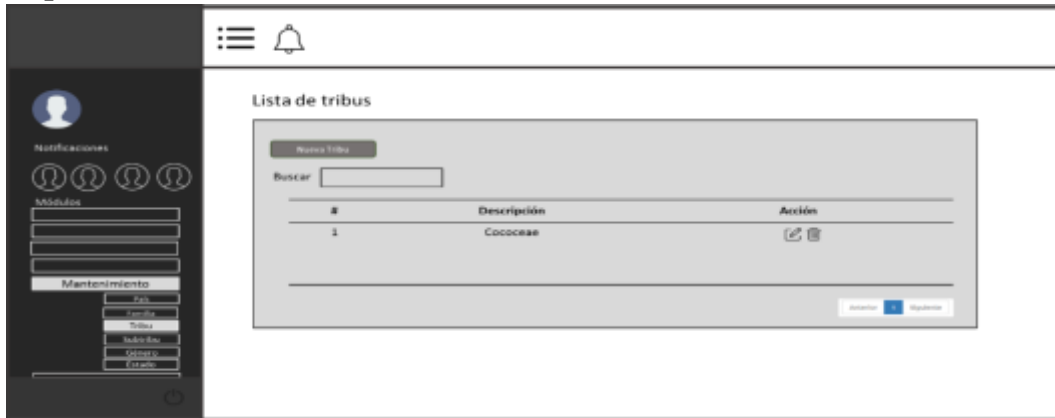 Lista de tribus
Notificaciones
Módulos
Mantenimiento
País
Familia
Tribu
Subtribu
Género
Estado
Nueva Tribu
Buscar
# Descripción Acción
1 Cococeae
Anterior 1 Siguiente